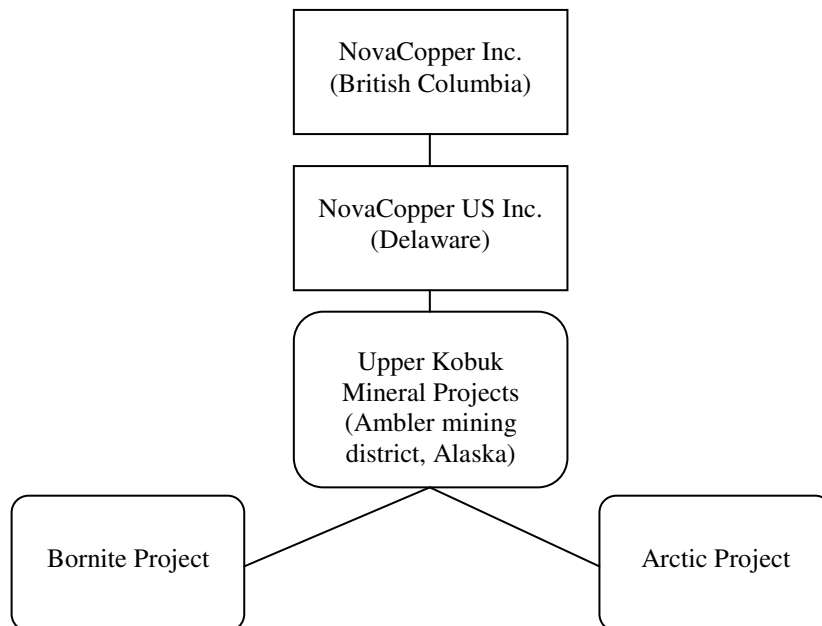 NovaCopper Inc.
(British Columbia)
NovaCopper US Inc.
(Delaware)
Upper Kobuk
Mineral Projects
(Ambler mining
district, Alaska)
Bornite Project
Arctic Project